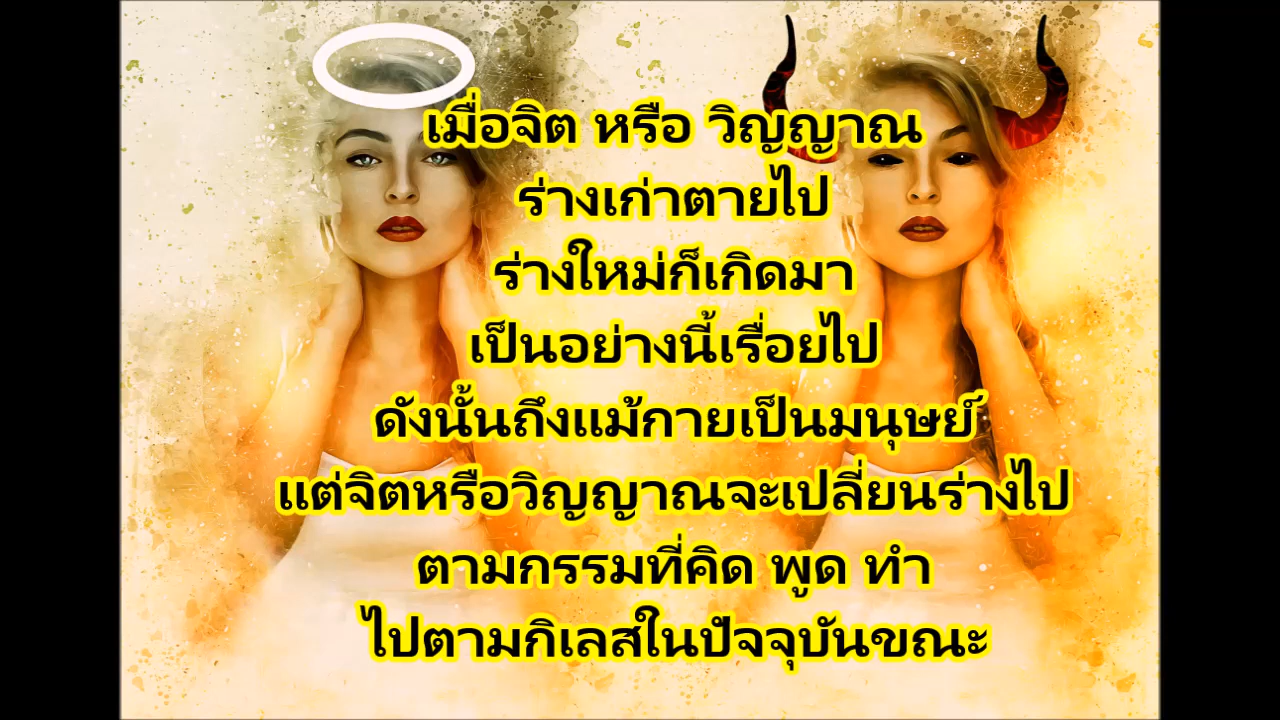 เมื่อจิต หรือ วิญญาณ
ร่างเก่าตายไป
ร่างใหม่ก็เกิดมา
เป็นอย่างนี้เรื่อยไป
ดังนั้นถึงแม้กายเป็นมนุษย์
แต่จิตหรือวิญญาณจะเปลี่ยนร่างไป
ตามกรรมที่คิด พูด ทำ
ไปตามกิเลสในปัจจุบันขณะ